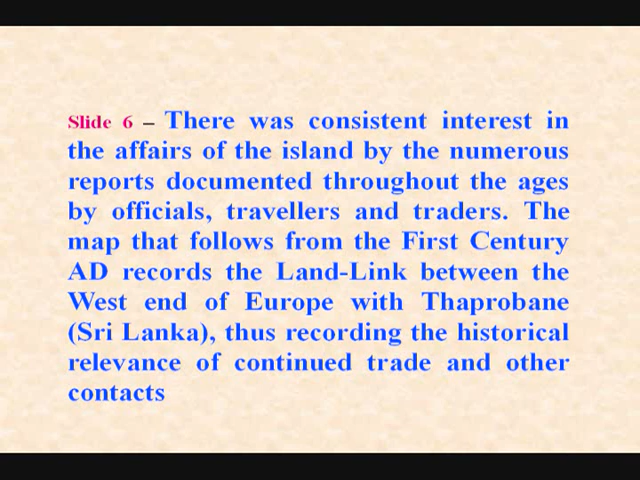 Slide 6 – There was consistent interest in
the affairs of the island by the numerous
reports documented throughout the ages
by officials, travellers and traders. The
map that follows from the First Century
AD records the Land-Link between the
West end of Europe with Thaprobane
(Sri Lanka), thus recording the historical
relevance of continued trade and other
contacts